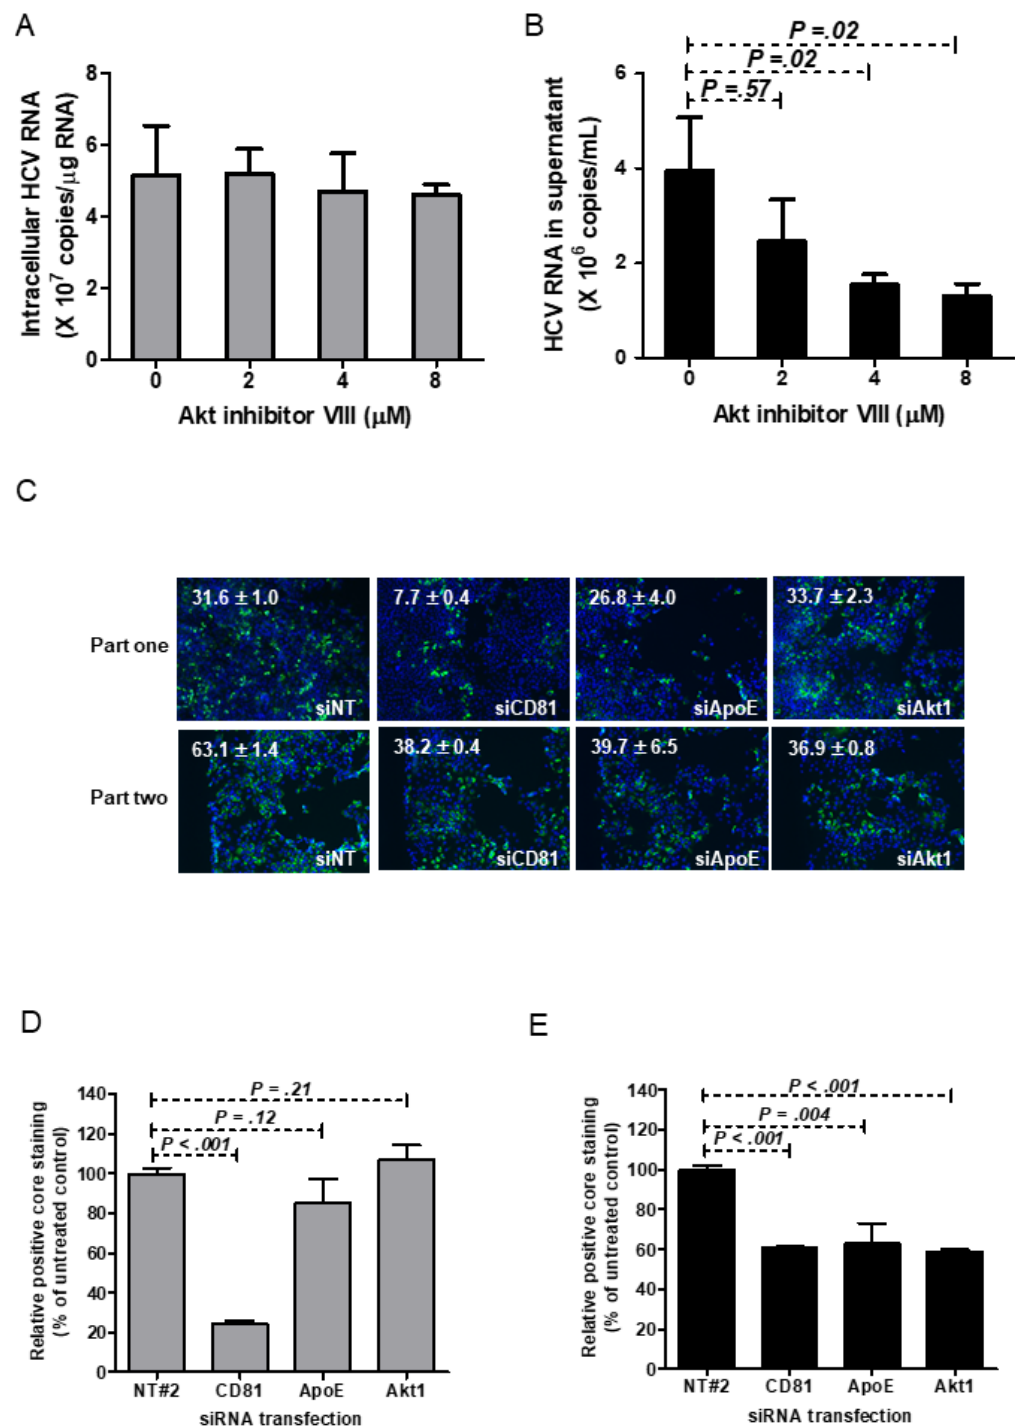 A
Intracellular HCV RNA
(X 10⁷ copies/µg RNA)
8
6
4
2
0
0 2 4 8
Akt inhibitor VIII (µM)
B
HCV RNA in supernatant
(X 10⁶ copies/mL)
P =.02
P =.02
P =.57
6
4
2
0
0 2 4 8
Akt inhibitor VIII (µM)
C
Part one
31.6 ± 1.0
siNT
7.7 ± 0.4
siCD81
26.8 ± 4.0
siApoE
33.7 ± 2.3
siAkt1
Part two
63.1 ± 1.4
siNT
38.2 ± 0.4
siCD81
39.7 ± 6.5
siApoE
36.9 ± 0.8
siAkt1
D
Relative positive core staining
(% of untreated control)
140
120
100
80
60
40
20
0
P = .21
P = .12
P < .001
NT#2 CD81 ApoE Akt1
siRNA transfection
E
Relative positive core staining
(% of untreated control)
140
120
100
80
60
40
20
0
P < .001
P = .004
P < .001
NT#2 CD81 ApoE Akt1
siRNA transfection